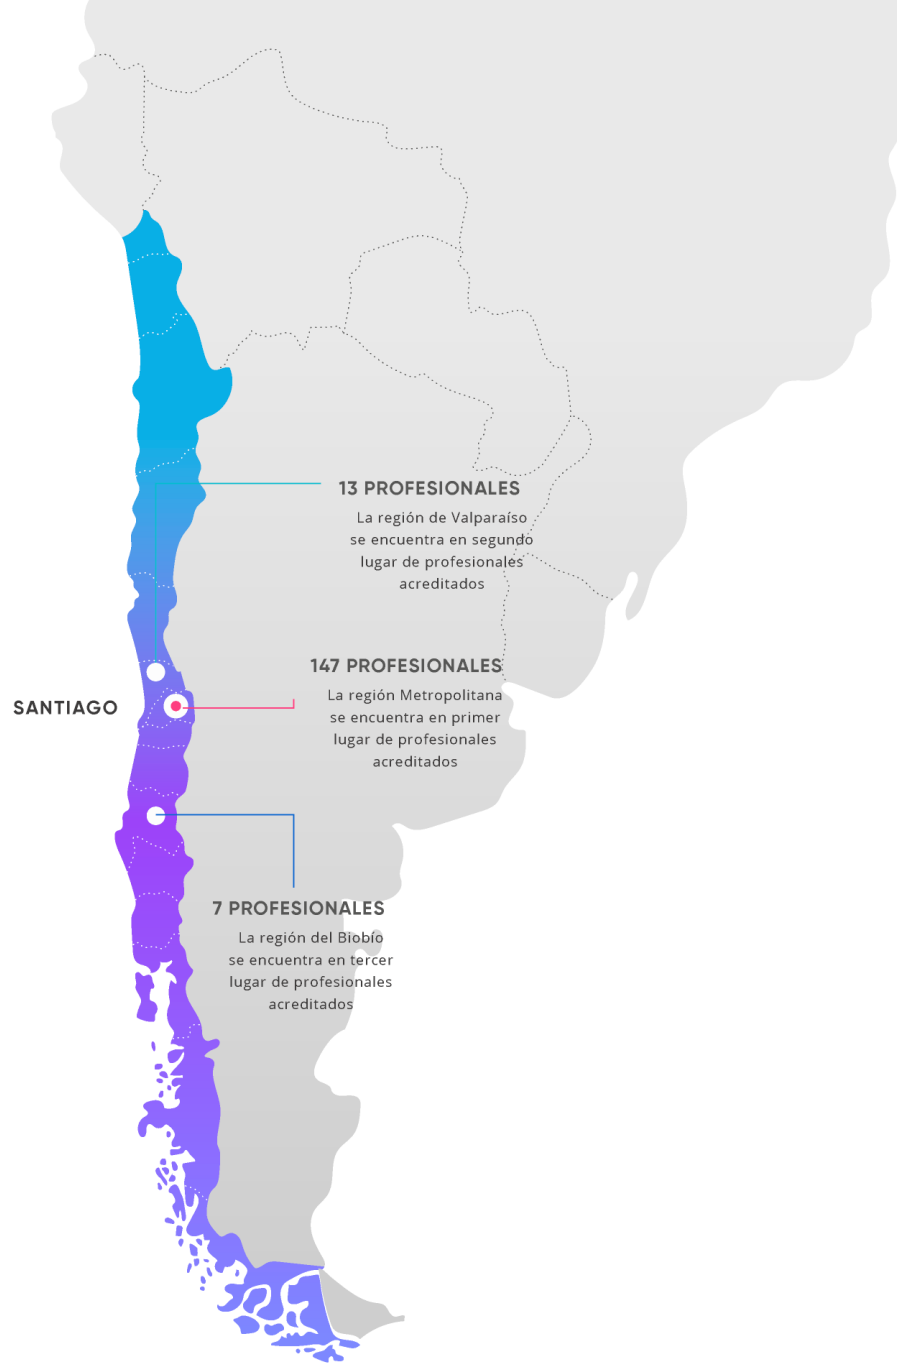 13 PROFESIONALES
La región de Valparaíso
se encuentra en segundo
lugar de profesionales
acreditados
147 PROFESIONALES
La región Metropolitana
se encuentra en primer
lugar de profesionales
acreditados
SANTIAGO
7 PROFESIONALES
La región del Biobío
se encuentra en tercer
lugar de profesionales
acreditados